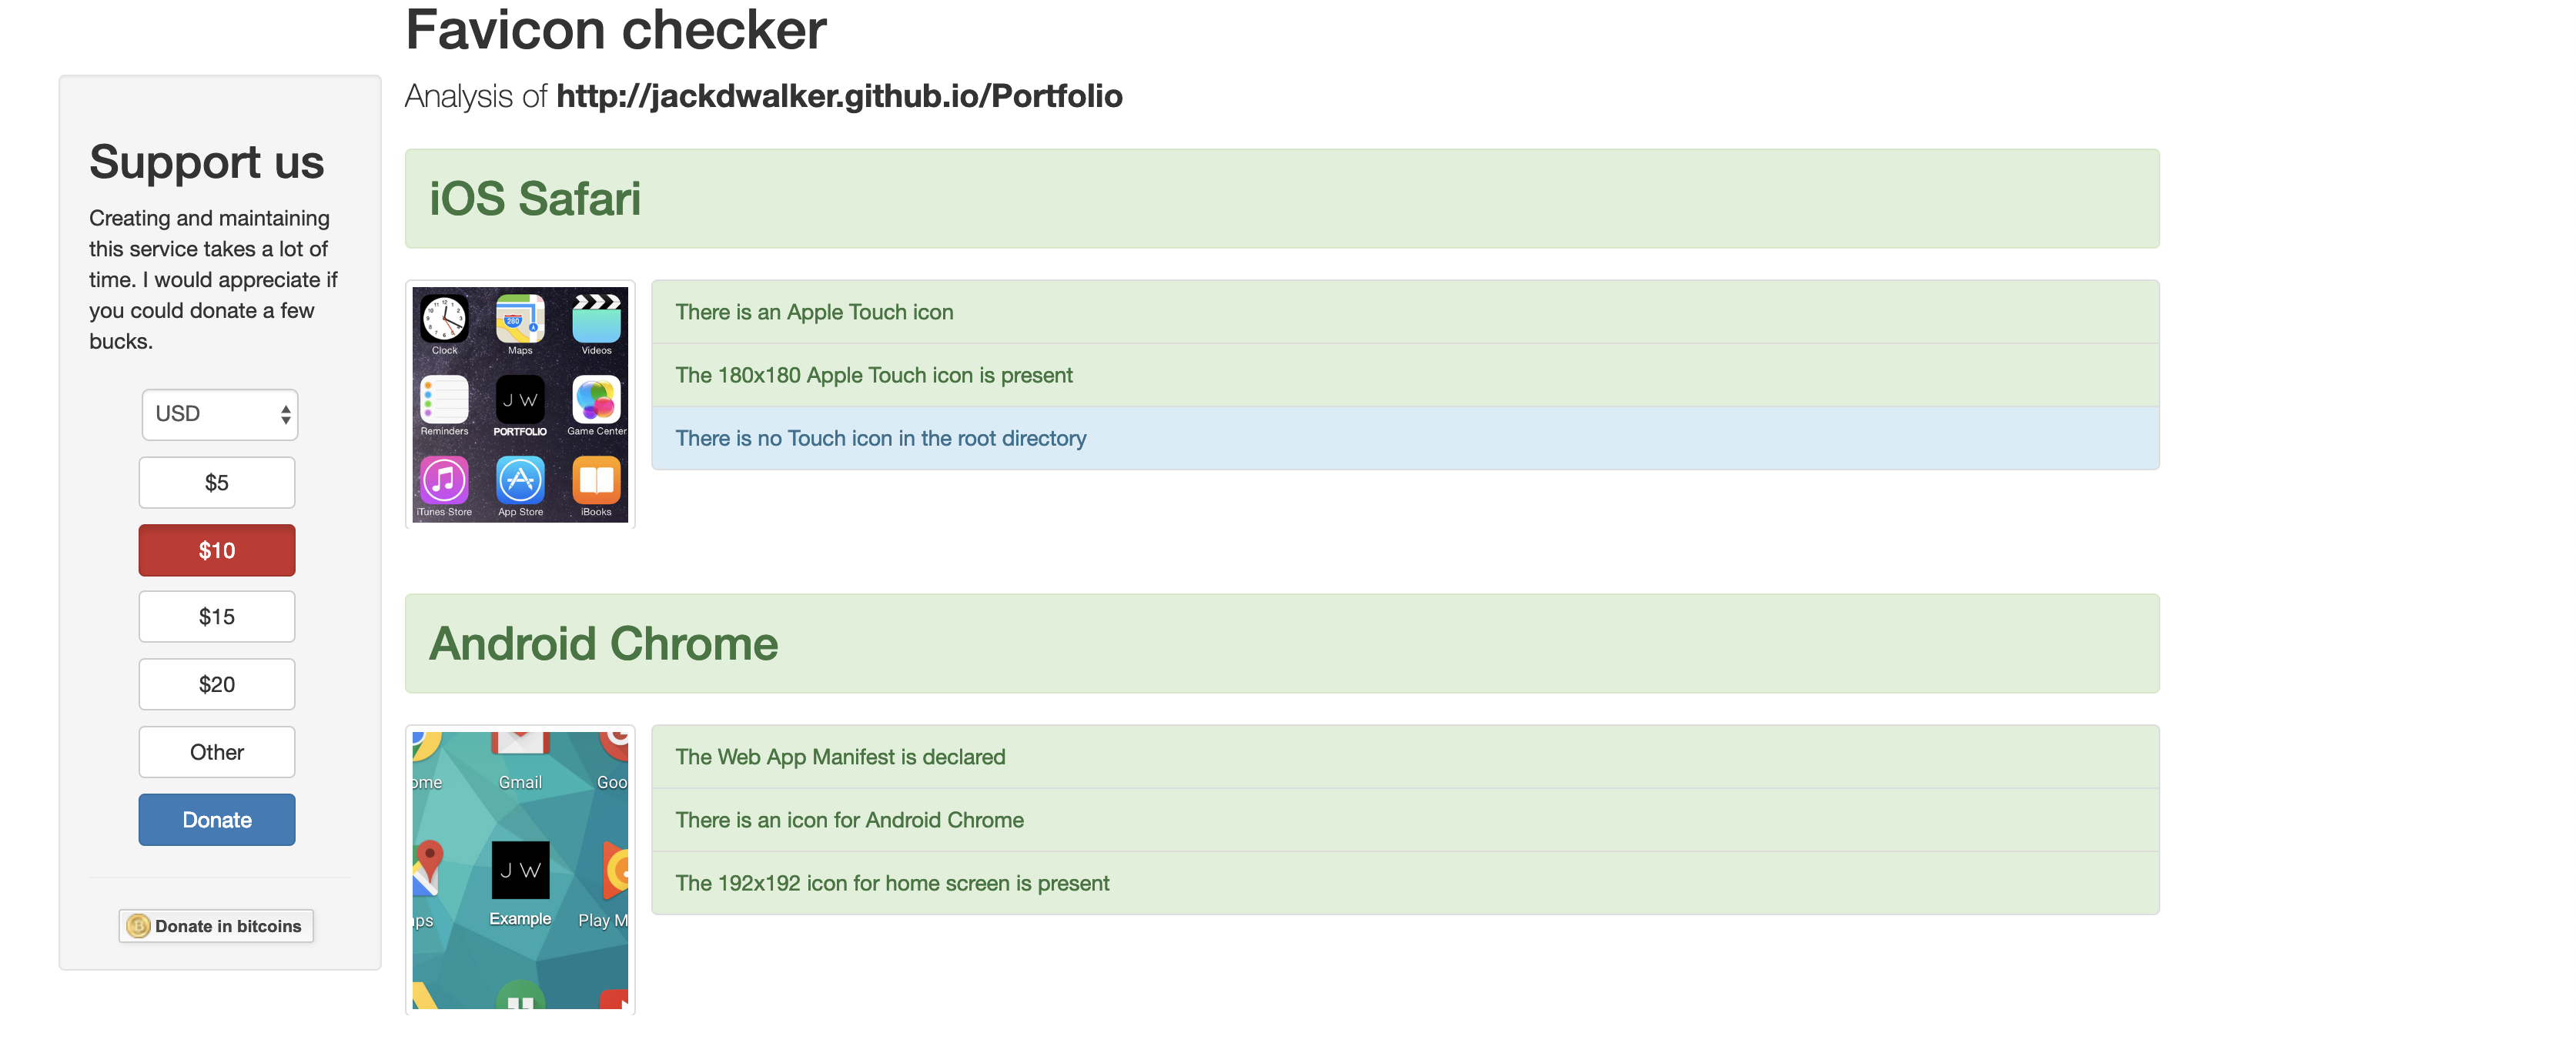 Favicon checker
Analysis of http://jackdwalker.github.io/Portfolio
Support us
Creating and maintaining
this service takes a lot of
time. I would appreciate if
you could donate a few
bucks.
USD
$5
$10
$15
$20
Other
Donate
Donate in bitcoins
iOS Safari
Clock
Maps
Videos
280
Reminders
J W
PORTFOLIO
Game Center
iTunes Store
App Store
iBooks
There is an Apple Touch icon
The 180x180 Apple Touch icon is present
There is no Touch icon in the root directory
Android Chrome
ome
Gmail
Goo
J W
ps
Example
Play M
The Web App Manifest is declared
There is an icon for Android Chrome
The 192x192 icon for home screen is present